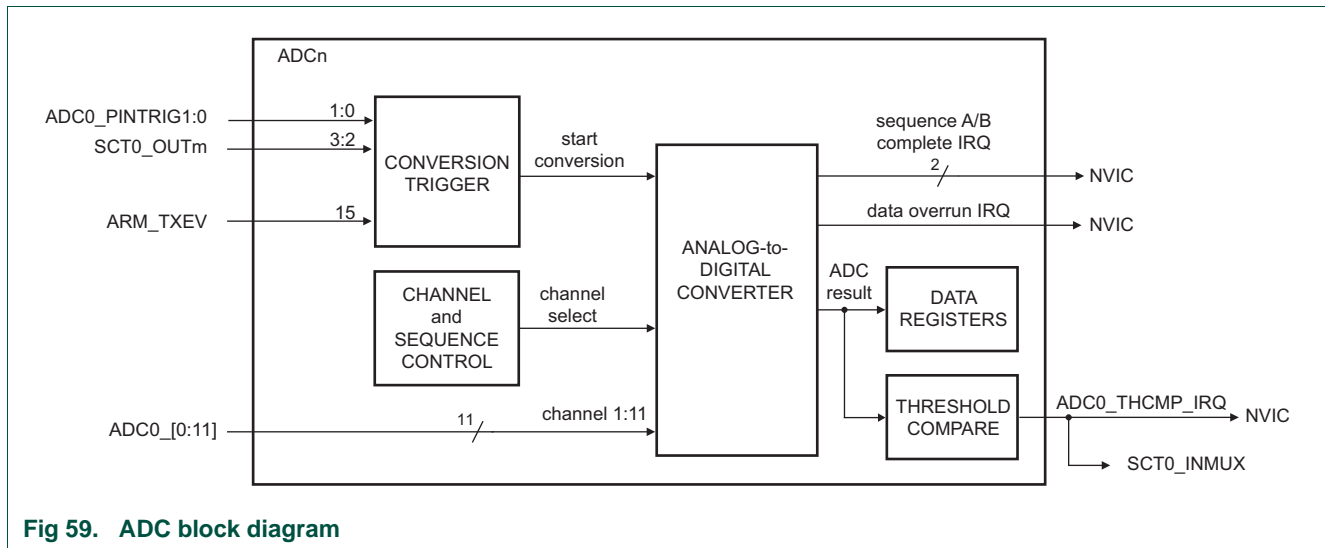 ADCn
ADC0_PINTRIG1:0
1:0
SCT0_OUTm
3:2
ARM_TXEV
15
CONVERSION
TRIGGER
start
conversion
CHANNEL
and
SEQUENCE
CONTROL
channel
select
ADC0_[0:11]
11
channel 1:11
ANALOG-to-
DIGITAL
CONVERTER
sequence A/B
complete IRQ
2
NVIC
data overrun IRQ
NVIC
ADC
result
DATA
REGISTERS
THRESHOLD
COMPARE
ADC0_THCMP_IRQ
NVIC
SCT0_INMUX
Fig 59. ADC block diagram